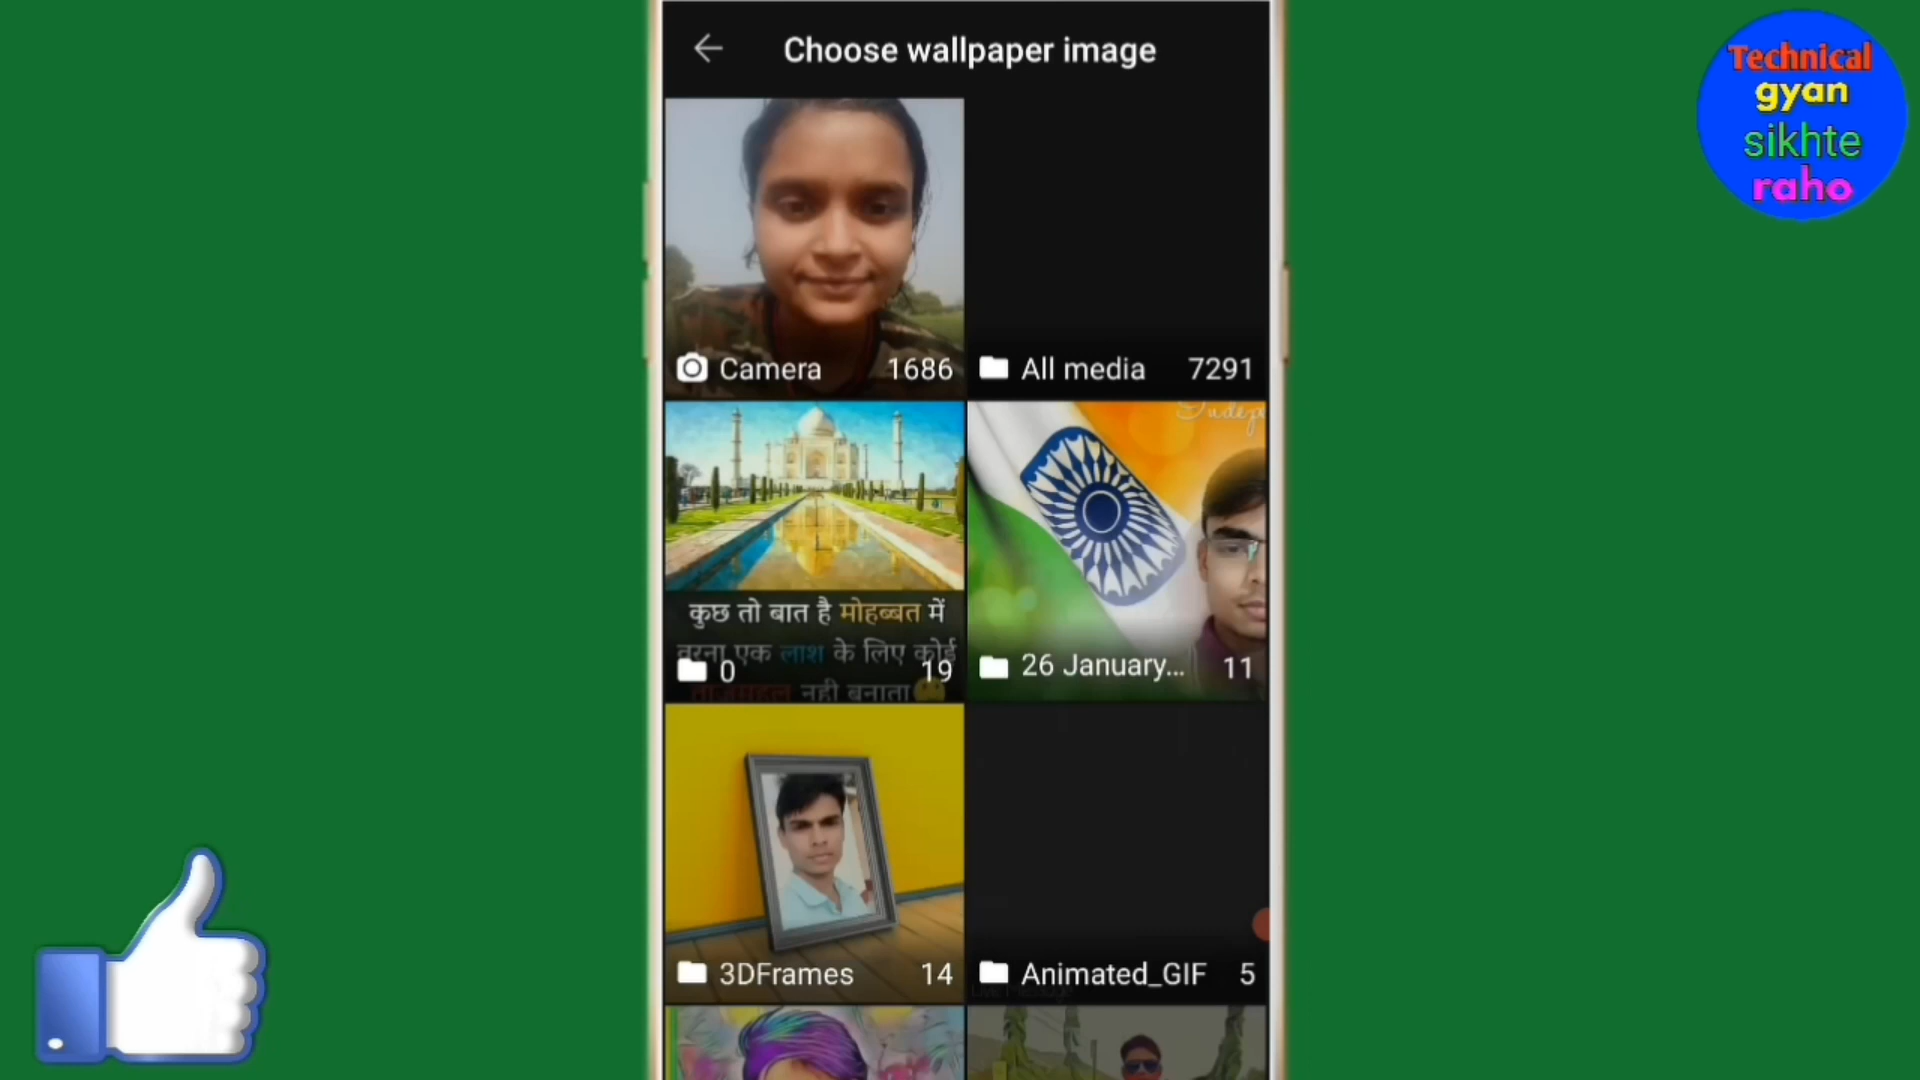 Choose wallpaper image
Technical
gyan
sikhte
raho
Camera 1686
All media 7291
कुछ तो बात है मोहब्बत में
वरना एक लाश के लिए कोई
ताजमहल नही बनाता
0 19
26 January... 11
3DFrames 14
Animated_GIF 5